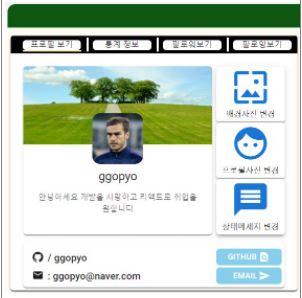 프로필 보기
통계 정보
팔로워보기
팔로잉보기
ggopyo
안녕하세요 개발을 사랑하고 리액트로 취업을
원합니다
배경사진 변경
프로필사진 변경
상태메세지 변경
/ ggopyo
: ggopyo@naver.com
GITHUB
EMAIL